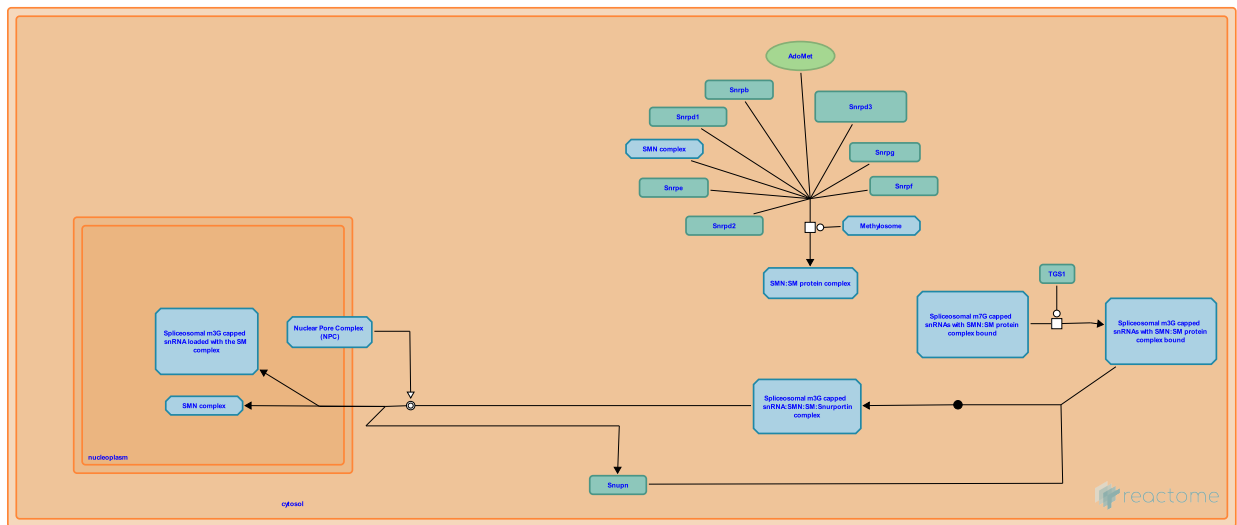 AdoMet
Snrpb
Snrpd3
Snrpd1
SMN complex
Snrpg
Snrpe
Snrpf
Snrpd2
Methylosome
SMN:SM protein complex
TGS1
Spliceosomal m7G capped
snRNAs with SMN:SM protein
complex bound
Spliceosomal m3G capped
snRNAs with SMN:SM protein
complex bound
Nuclear Pore Complex
(NPC)
Spliceosomal m3G capped
snRNA loaded with the SM
complex
SMN complex
Spliceosomal m3G capped
snRNA:SMN:SM:Snurportin
complex
nucleoplasm
Snupn
cytosol
reactome